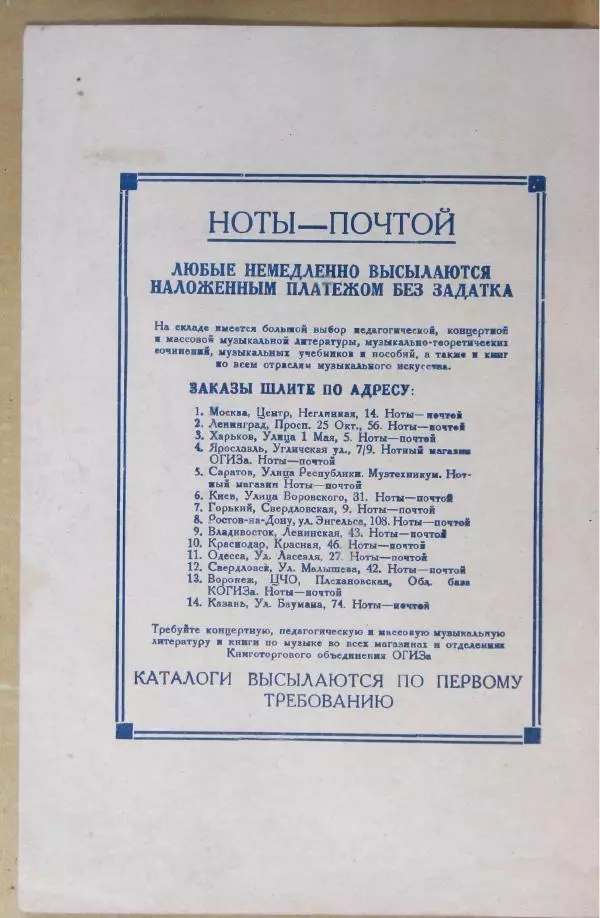 НОТЫ—ПОЧТОЙ
ЛЮБЫЕ НЕМЕДЛЕННО ВЫСЫЛАЮТСЯ
НАЛОЖЕННЫМ ПЛАТЕЖОМ БЕЗ ЗАДАТКА
На складе имеется большой выбор педагогической, концертной
и массовой музыкальной литературы, музыкально-теоретических
сочинений, музыкальных учебников и пособий, а также и книг
по всем отраслям музыкального искусства.
ЗАКАЗЫ ШЛИТЕ ПО АДРЕСУ:
1. Москва, Центр, Неглинная, 14. Ноты—почтой
2. Ленинград, Просп. 25 Окт., 56. Ноты—почтой
3. Харьков, Улица 1 Мая, 5. Ноты—почтой
4. Ярославль, Угличская ул., 7/9. Нотный магазин
ОГИЗа. Ноты—почтой
5. Саратов, Улица Республики. Музтехникум. Нот-
ный магазин Ноты—почтой
6. Киев, Улица Воровского, 31. Ноты—почтой
7. Горький, Свердловская, 9. Ноты—почтой
8. Ростов-на-Дону, ул. Энгельса, 108. Ноты—почтой
9. Владивосток, Ленинская, 43. Ноты—почтой
10. Краснодар, Красная, 46. Ноты—почтой
11. Одесса, Ул. Лассаля, 27. Ноты—почтой
12. Свердловск, Ул. Малышева, 42. Ноты—почтой
13. Воронеж, ЦЧО, Плехановская, Обл. база
КОГИЗа. Ноты—почтой
14. Казань, Ул. Баумана, 74. Ноты—почтой
Требуйте концертную, педагогическую и массовую музыкальную
литературу и книги по музыке во всех магазинах и отделениях
Книготоргового объединения ОГИЗа
КАТАЛОГИ ВЫСЫЛАЮТСЯ ПО ПЕРВОМУ
ТРЕБОВАНИЮ